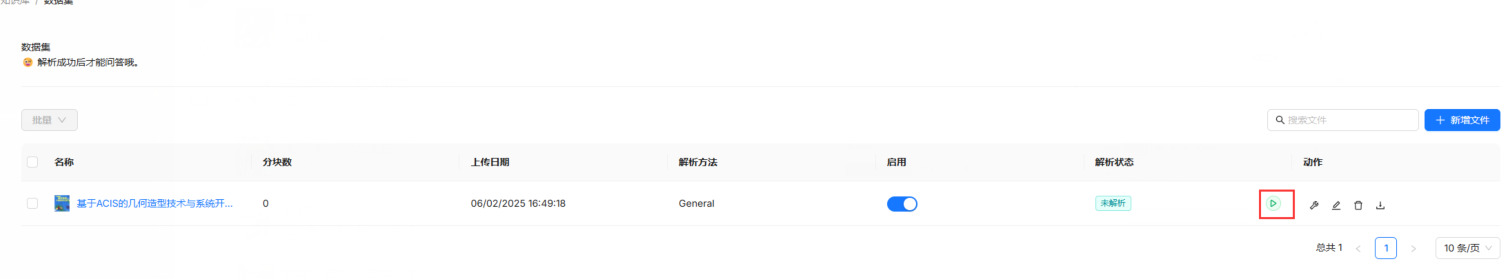 知识库 / 数据集
数据集
解析成功后才能问答哦。
批量
搜索文件
+ 新增文件
名称 分块数 上传日期 解析方法 启用 解析状态 动作
基于ACIS的几何造型技术与系统开... 0 06/02/2025 16:49:18 General 未解析
总共 1 < 1 > 10 条/页